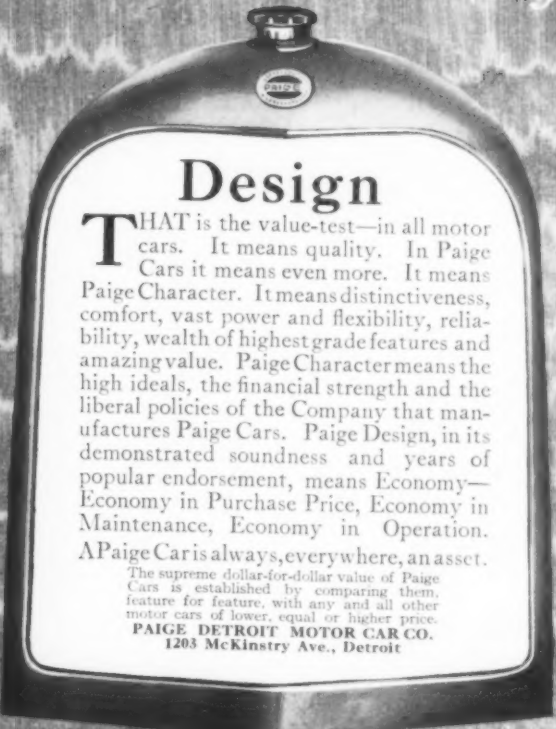 PAIGE
Design
THAT is the value-test—in all motor
cars. It means quality. In Paige
Cars it means even more. It means
Paige Character. It means distinctiveness,
comfort, vast power and flexibility, relia-
bility, wealth of highest grade features and
amazing value. Paige Character means the
high ideals, the financial strength and the
liberal policies of the Company that man-
ufactures Paige Cars. Paige Design, in its
demonstrated soundness and years of
popular endorsement, means Economy—
Economy in Purchase Price, Economy in
Maintenance, Economy in Operation.
A Paige Car is always, everywhere, an asset.
The supreme dollar-for-dollar value of Paige
Cars is established by comparing them,
feature for feature, with any and all other
motor cars of lower, equal or higher price.
PAIGE DETROIT MOTOR CAR CO.
1203 McKinstry Ave., Detroit